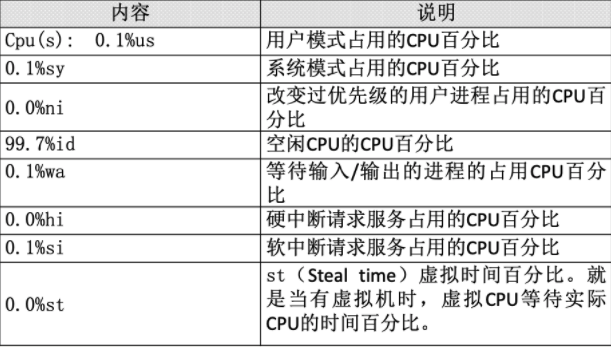 内容 说明
Cpu(s): 0.1%us 用户模式占用的CPU百分比
0.1%sy 系统模式占用的CPU百分比
0.0%ni 改变过优先级的用户进程占用的CPU百
分比
99.7%id 空闲CPU的CPU百分比
0.1%wa 等待输入/输出的进程的占用CPU百分
比
0.0%hi 硬中断请求服务占用的CPU百分比
0.1%si 软中断请求服务占用的CPU百分比
0.0%st st（Steal time）虚拟时间百分比。就
是当有虚拟机时，虚拟CPU等待实际
CPU的时间百分比。